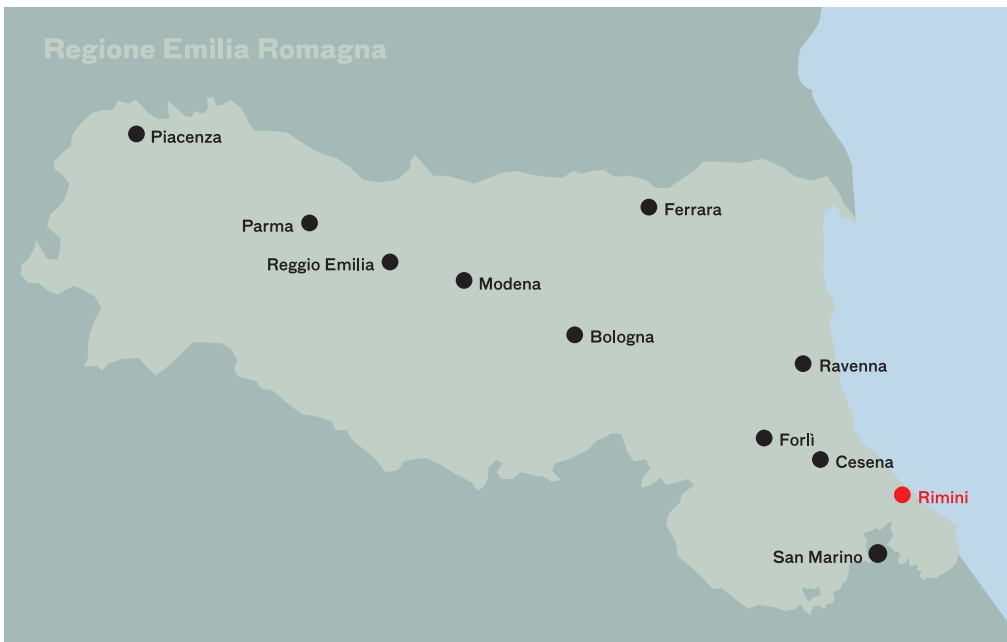 Regione Emilia Romagna
Piacenza
Ferrara
Parma
Reggio Emilia
Modena
Bologna
Ravenna
Forlì
Cesena
Rimini
San Marino